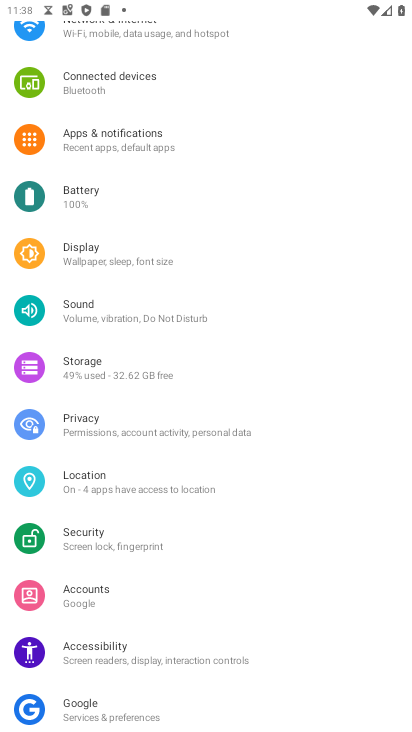 11:38
Network & internet
Wi-Fi, mobile, data usage, and hotspot
Connected devices
Bluetooth
Apps & notifications
Recent apps, default apps
Battery
100%
Display
Wallpaper, sleep, font size
Sound
Volume, vibration, Do Not Disturb
Storage
49% used - 32.62 GB free
Privacy
Permissions, account activity, personal data
Location
On - 4 apps have access to location
Security
Screen lock, fingerprint
Accounts
Google
Accessibility
Screen readers, display, interaction controls
Google
Services & preferences